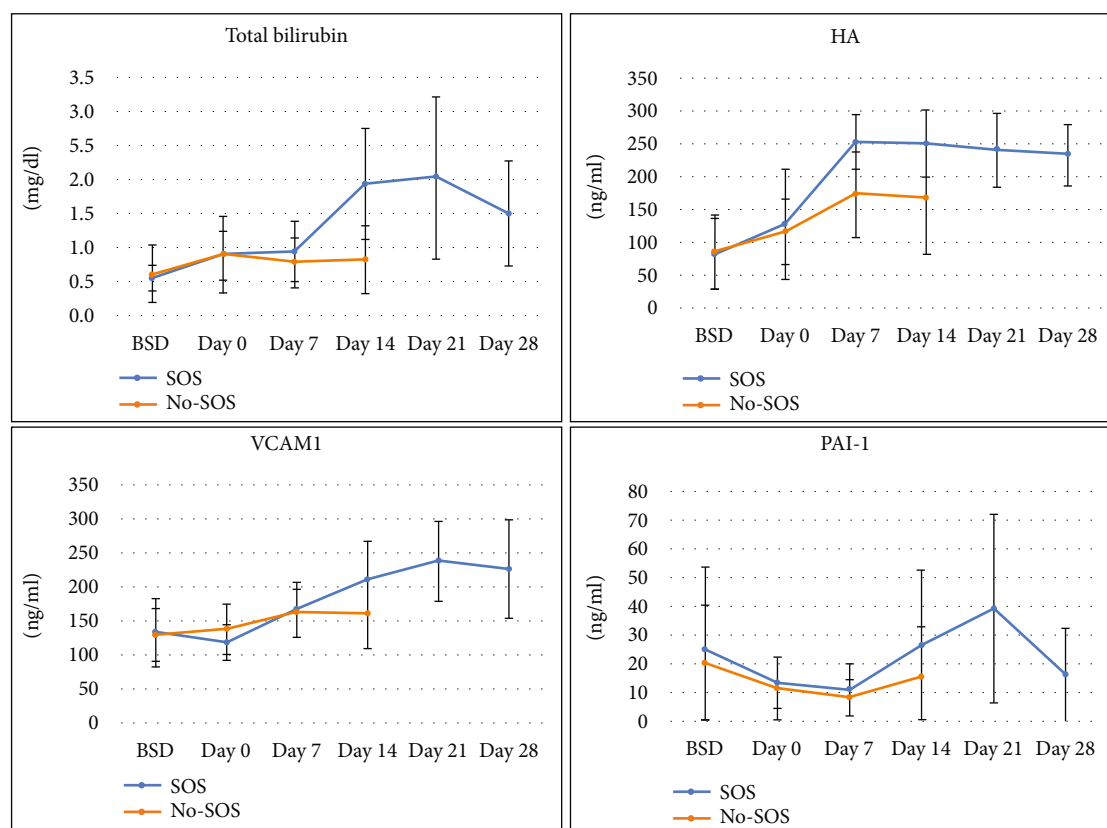 Total bilirubin
(mg/dl)
3.5
3.0
5.5
2.0
1.5
1.0
0.5
0.0
BSD Day 0 Day 7 Day 14 Day 21 Day 28
SOS
No-SOS
HA
(ng/ml)
350
300
250
200
150
100
50
0
BSD Day 0 Day 7 Day 14 Day 21 Day 28
SOS
No-SOS
VCAM1
(ng/ml)
350
300
250
200
150
100
50
0
BSD Day 0 Day 7 Day 14 Day 21 Day 28
SOS
No-SOS
PAI-1
(ng/ml)
80
70
60
50
40
30
20
10
0
BSD Day 0 Day 7 Day 14 Day 21 Day 28
SOS
No-SOS